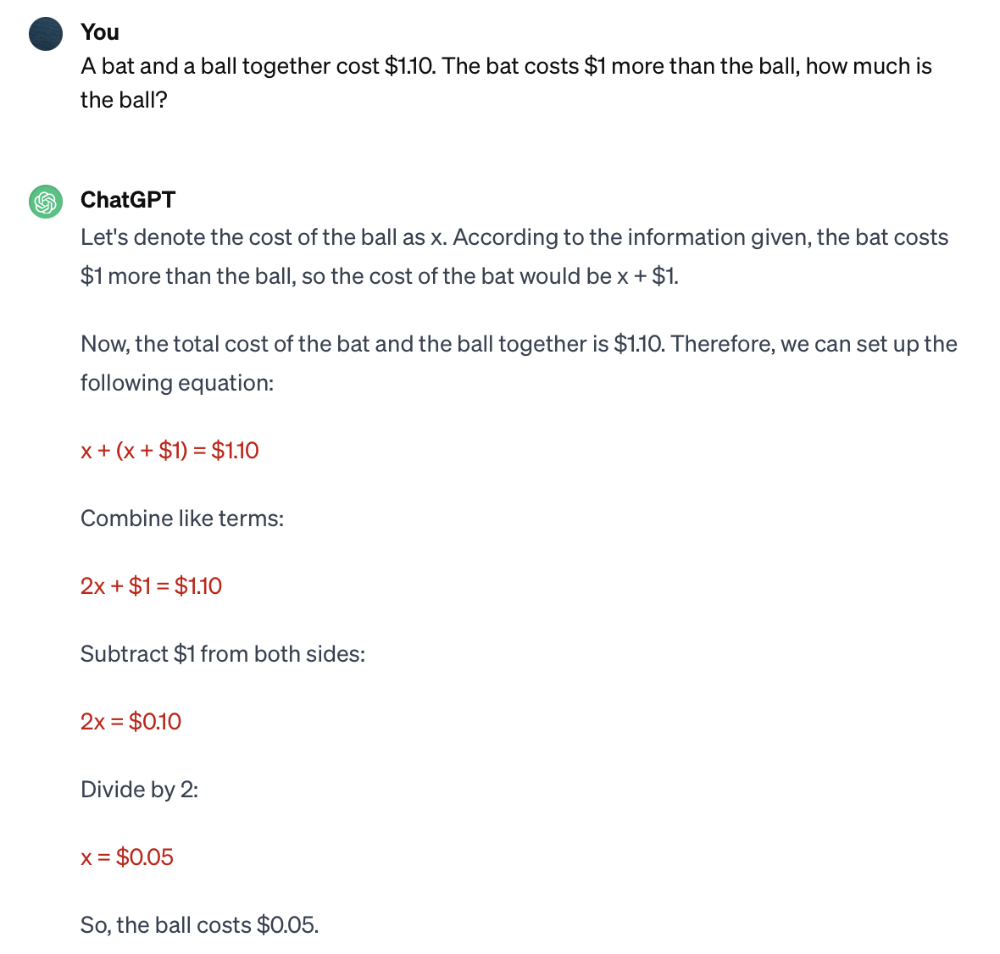 You
A bat and a ball together cost $1.10. The bat costs $1 more than the ball, how much is
the ball?
ChatGPT
Let's denote the cost of the ball as x. According to the information given, the bat costs
$1 more than the ball, so the cost of the bat would be x + $1.
Now, the total cost of the bat and the ball together is $1.10. Therefore, we can set up the
following equation:
x + (x + $1) = $1.10
Combine like terms:
2x + $1 = $1.10
Subtract $1 from both sides:
2x = $0.10
Divide by 2:
x = $0.05
So, the ball costs $0.05.